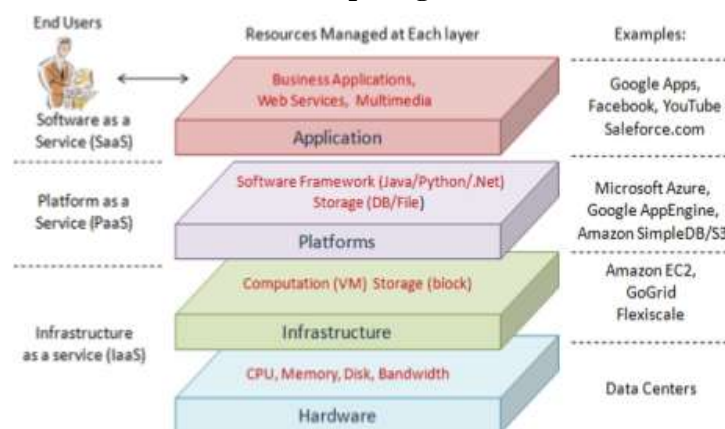 End Users
Resources Managed at Each layer
Examples:
Business Applications,
Web Services, Multimedia
Application
Software as a
Service (SaaS)
Google Apps,
Facebook, YouTube
Saleforce.com
Software Framework (Java/Python/.Net)
Storage (DB/File)
Platforms
Platform as a
Service (PaaS)
Microsoft Azure,
Google AppEngine,
Amazon SimpleDB/S3
Computation (VM) Storage (block)
Infrastructure
Amazon EC2,
GoGrid
Flexiscale
Infrastructure
as a service (IaaS)
CPU, Memory, Disk, Bandwidth
Hardware
Data Centers